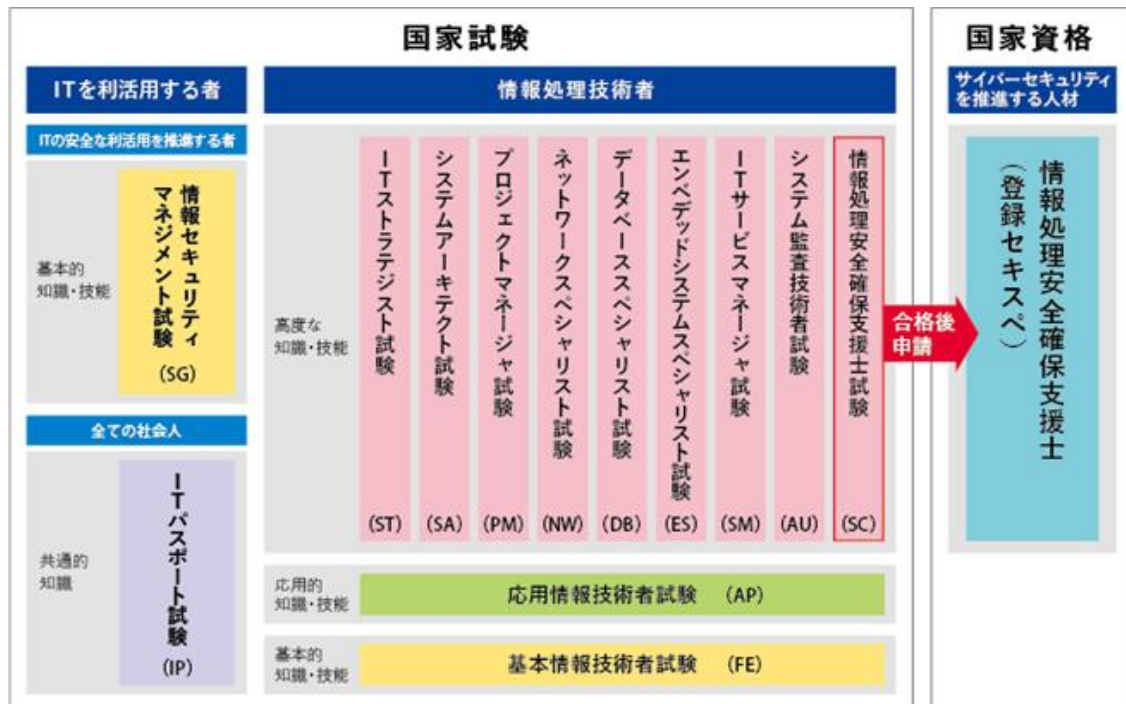 国家試験
ITを利活用する者
ITの安全な利活用を推進する者
基本的
知識・技能
情報セキュリティ
マネジメント試験
(SG)
全ての社会人
共通的
知識
ITパスポート試験
(IP)
情報処理技術者
高度な
知識・技能
ITストラテジスト試験
(ST)
システムアーキテクト試験
(SA)
プロジェクトマネージャ試験
(PM)
ネットワークスペシャリスト試験
(NW)
データベーススペシャリスト試験
(DB)
エンベデッドシステムスペシャリスト試験
(ES)
ITサービスマネージャ試験
(SM)
システム監査技術者試験
(AU)
情報処理安全確保支援士試験
(SC)
応用的
知識・技能
応用情報技術者試験 (AP)
基本的
知識・技能
基本情報技術者試験 (FE)
合格後
申請
国家資格
サイバーセキュリティ
を推進する人材
情報処理安全確保支援士
(登録セキスペ)